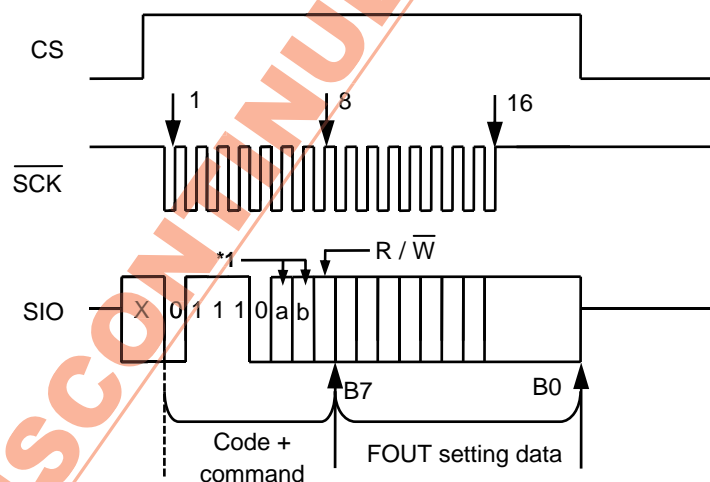 CS
1
8
16
SCK
*1
R / W
SIO
X 0 1 1 1 0 a b
B7
B0
Code +
command
FOUT setting data
DISCONTINUE